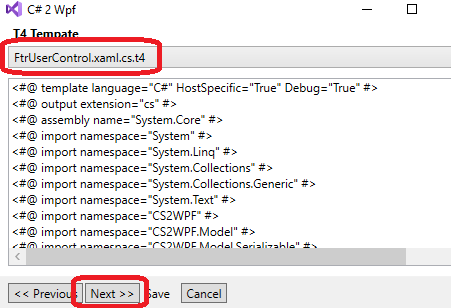 C# 2 Wpf
T4 Tempate
FtrUserControl.xaml.cs.t4
<#@ template language="C#" HostSpecific="True" Debug="True" #>
<#@ output extension="cs" #>
<#@ assembly name="System.Core" #>
<#@ import namespace="System" #>
<#@ import namespace="System.Linq" #>
<#@ import namespace="System.Collections" #>
<#@ import namespace="System.Collections.Generic" #>
<#@ import namespace="System.Text" #>
<#@ import namespace="CS2WPF" #>
<#@ import namespace="CS2WPF.Model" #>
<#@ import namespace="CS2WPF.Model.Serializable" #>
<< Previous Next >> Save Cancel